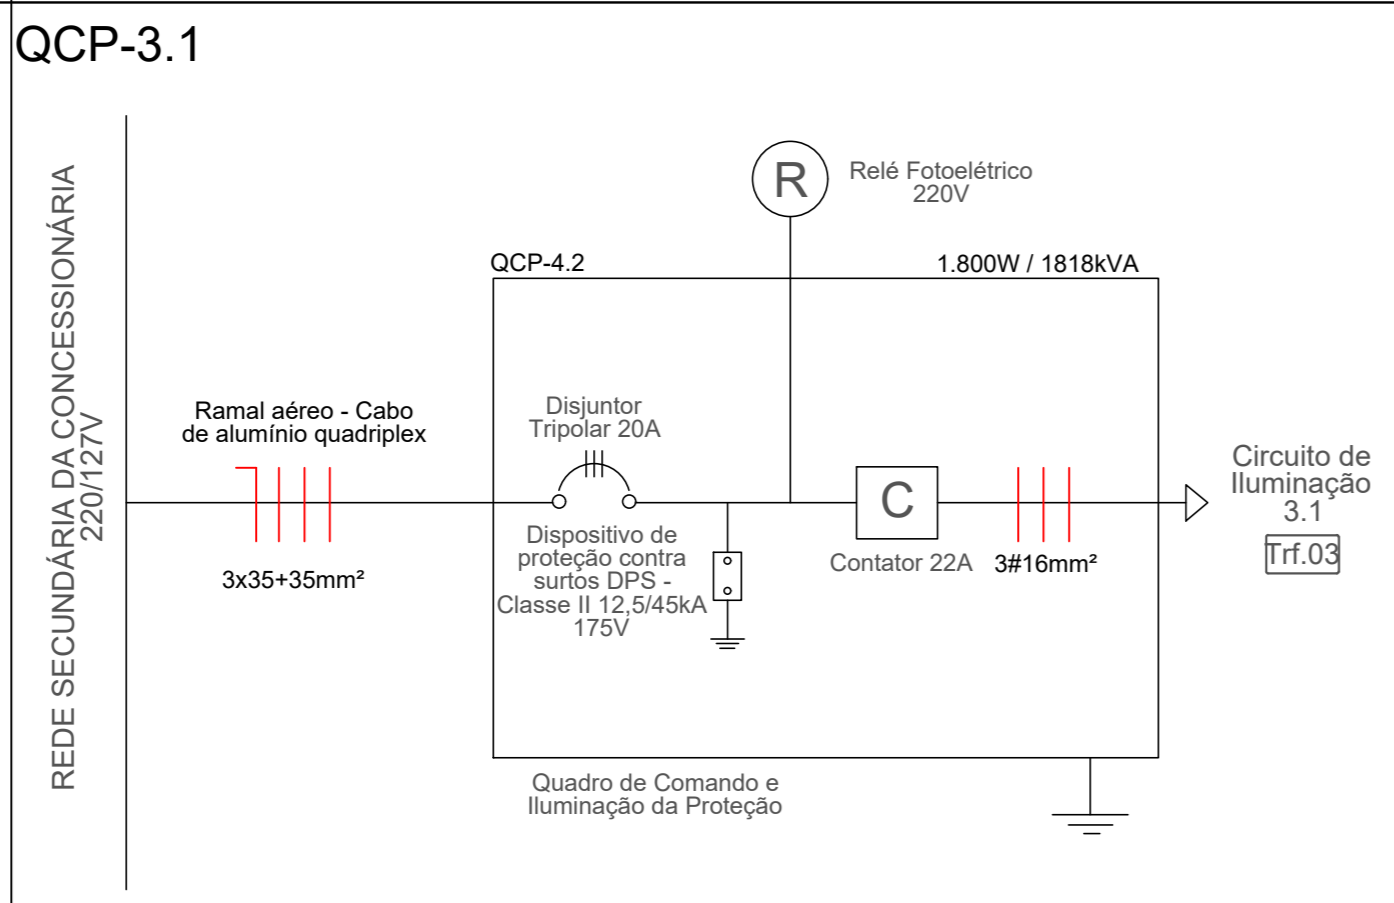 QCP-3.1
REDE SECUNDÁRIA DA CONCESSIONÁRIA
220/127V
R
Relé Fotoelétrico
220V
QCP-4.2
1.800W / 1818kVA
Ramal aéreo - Cabo
de alumínio quadriplex
3x35+35mm²
Disjuntor
Tripolar 20A
Dispositivo de
proteção contra
surtos DPS -
Classe II 12,5/45kA
175V
C
Contator 22A
3#16mm²
Circuito de
Iluminação
3.1
Trf.03
Quadro de Comando e
Iluminação da Proteção